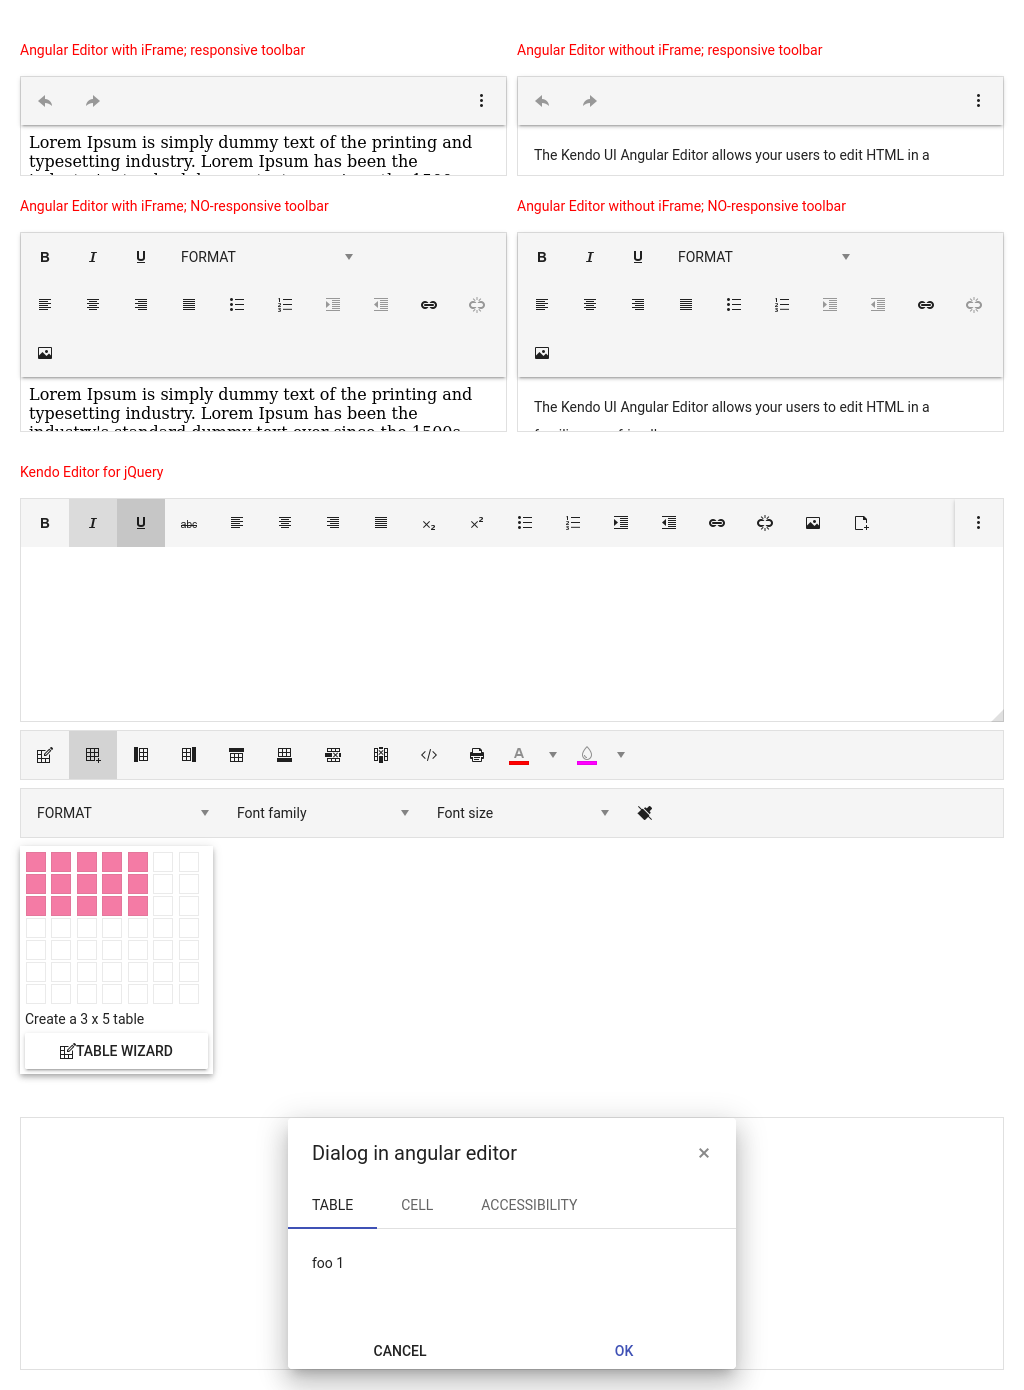 Angular Editor with iFrame; responsive toolbar
Angular Editor without iFrame; responsive toolbar
Lorem Ipsum is simply dummy text of the printing and
typesetting industry. Lorem Ipsum has been the
The Kendo UI Angular Editor allows your users to edit HTML in a
Angular Editor with iFrame; NO-responsive toolbar
Angular Editor without iFrame; NO-responsive toolbar
B I U FORMAT
B I U FORMAT
Lorem Ipsum is simply dummy text of the printing and
typesetting industry. Lorem Ipsum has been the
industry's standard dummy text ever since the 1500s,
The Kendo UI Angular Editor allows your users to edit HTML in a
Kendo Editor for jQuery
B I U abc x₂ x²
A
FORMAT
Font family
Font size
Create a 3 x 5 table
TABLE WIZARD
Dialog in angular editor
TABLE CELL ACCESSIBILITY
foo 1
CANCEL OK